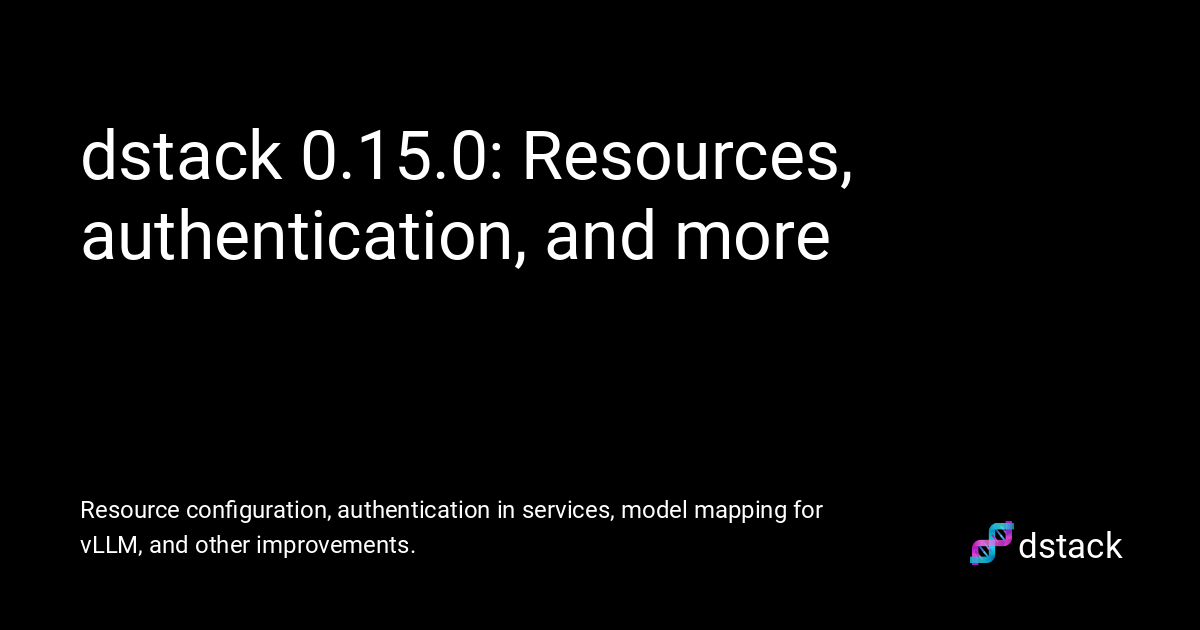 dstack 0.15.0: Resources,
authentication, and more
Resource configuration, authentication in services, model mapping for
vLLM, and other improvements.
dstack